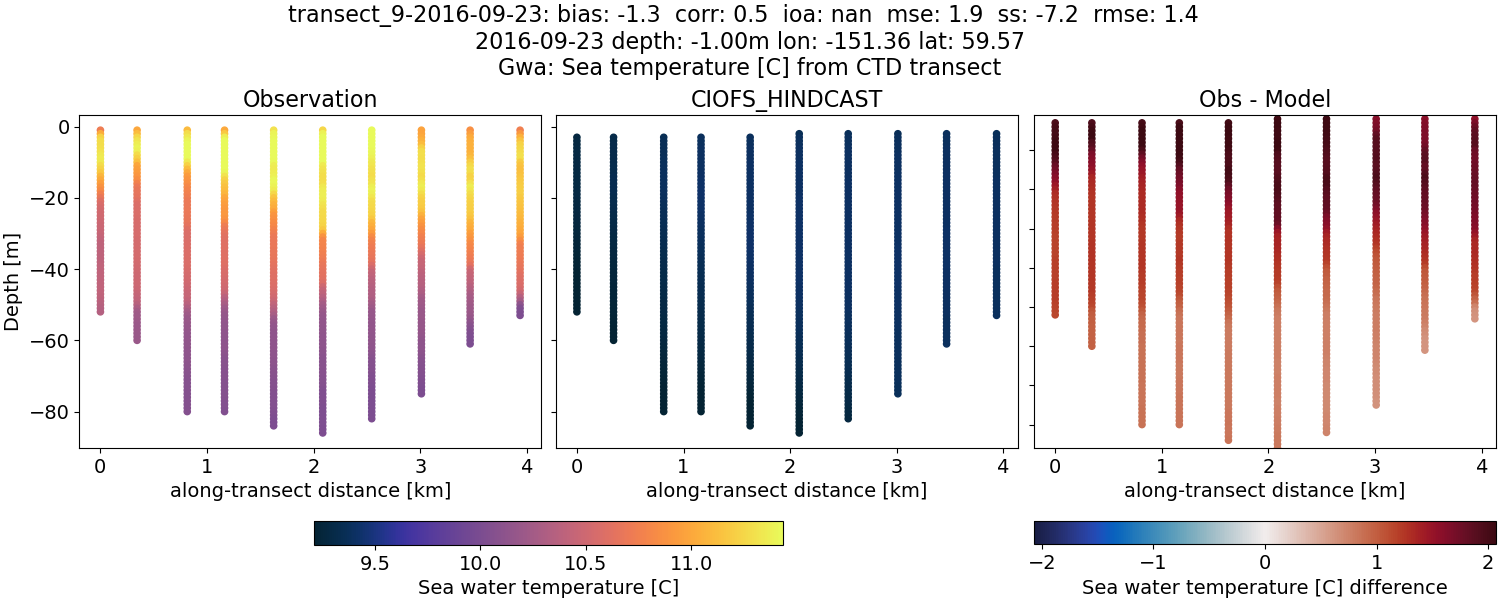 transect_9-2016-09-23: bias: -1.3  corr: 0.5  ioa: nan  mse: 1.9  ss: -7.2  rmse: 1.4
2016-09-23 depth: -1.00m lon: -151.36 lat: 59.57
Gwa: Sea temperature [C] from CTD transect
Observation
CIOFS_HINDCAST
Obs - Model
Depth [m]
0
−20
−40
−60
−80
0 1 2 3 4
0 1 2 3 4
0 1 2 3 4
along-transect distance [km]
along-transect distance [km]
along-transect distance [km]
9.5 10.0 10.5 11.0
Sea water temperature [C]
−2 −1 0 1 2
Sea water temperature [C] difference